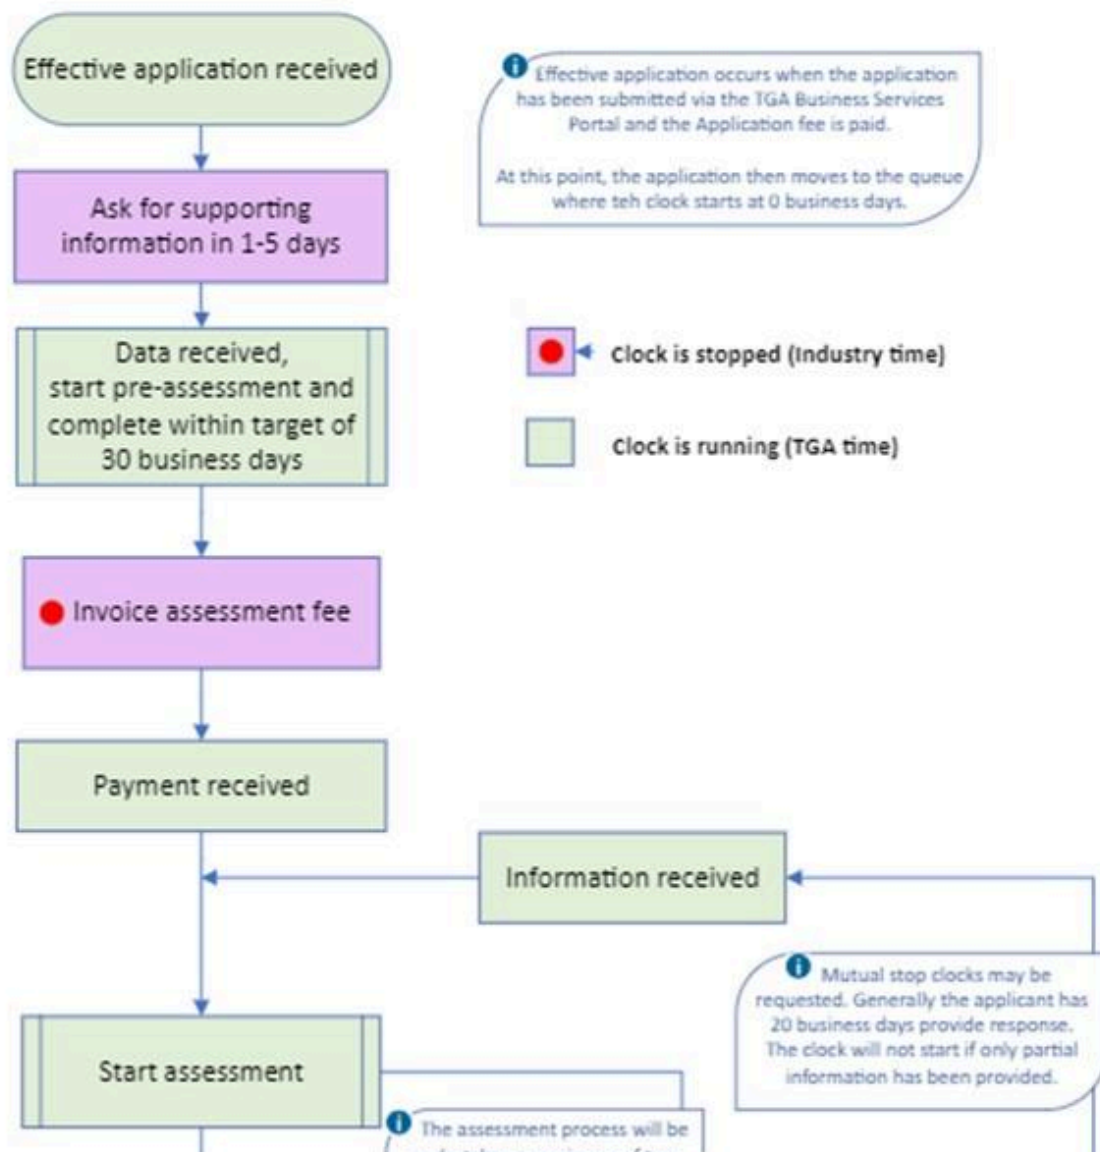 Effective application received
Effective application occurs when the application
has been submitted via the TGA Business Services
Portal and the Application fee is paid.
At this point, the application then moves to the queue
where teh clock starts at 0 business days.
Ask for supporting
information in 1-5 days
Data received,
start pre-assessment and
complete within target of
30 business days
Clock is stopped (Industry time)
Clock is running (TGA time)
Invoice assessment fee
Payment received
Information received
Mutual stop clocks may be
requested. Generally the applicant has
20 business days provide response.
The clock will not start if only partial
information has been provided.
Start assessment
The assessment process will be